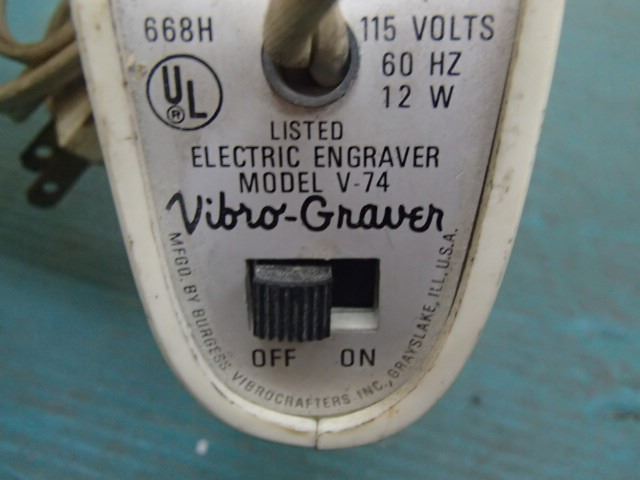 668H
115 VOLTS
60 HZ
12 W
UL
®
LISTED
ELECTRIC ENGRAVER
MODEL V-74
Vibro-Graver
OFF ON
MFGD. BY BURGESS VIBROCRAFTERS INC., GRAYSLAKE, ILL. U.S.A.